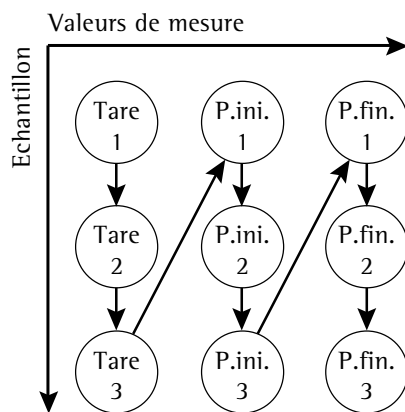 Valeurs de mesure
Echantillon
Tare
1
P.ini.
1
P.fin.
1
Tare
2
P.ini.
2
P.fin.
2
Tare
3
P.ini.
3
P.fin.
3